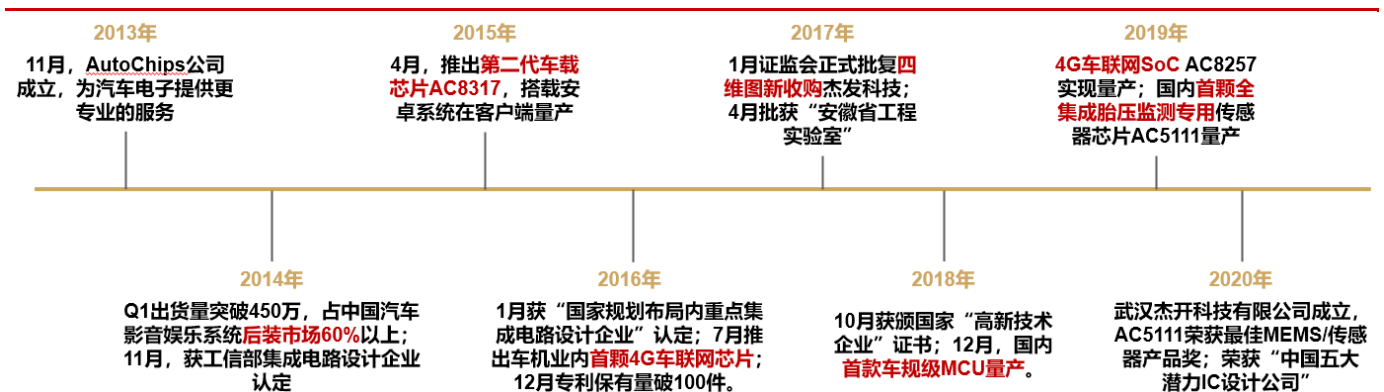 2013年
11月，AutoChips公司
成立，为汽车电子提供更
专业的服务
2015年
4月，推出第二代车载
芯片AC8317，搭载安
卓系统在客户端量产
2017年
1月证监会正式批复四
维图新收购杰发科技；
4月批获“安徽省工程
实验室”
2019年
4G车联网SoC AC8257
实现量产；国内首颗全
集成胎压监测专用传感
器芯片AC5111量产
2014年
Q1出货量突破450万，占中国汽车
影音娱乐系统后装市场60%以上；
11月，获工信部集成电路设计企业
认定
2016年
1月获“国家规划布局内重点集
成电路设计企业”认定；7月推
出车机业内首颗4G车联网芯片；
12月专利保有量破100件。
2018年
10月获颁国家“高新技术
企业”证书；12月，国内
首款车规级MCU量产。
2020年
武汉杰开科技有限公司成立，
AC5111荣获最佳MEMS/传感
器产品奖；荣获“中国五大
潜力IC设计公司”